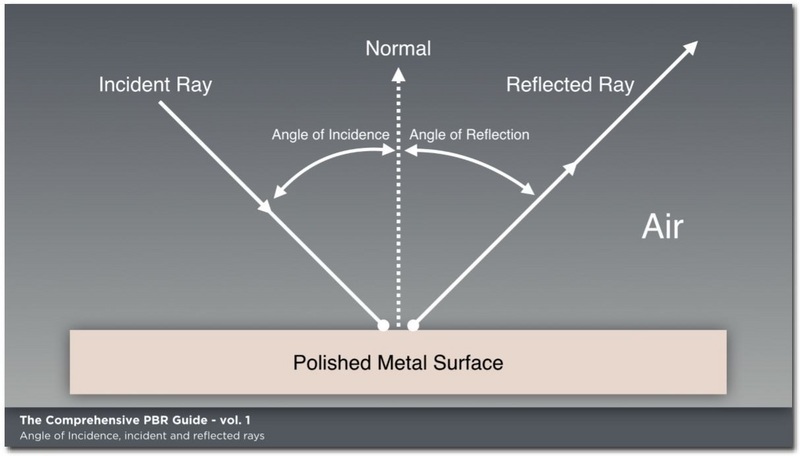 Normal
Incident Ray
Reflected Ray
Angle of Incidence
Angle of Reflection
Air
Polished Metal Surface
The Comprehensive PBR Guide - vol. 1
Angle of Incidence, incident and reflected rays